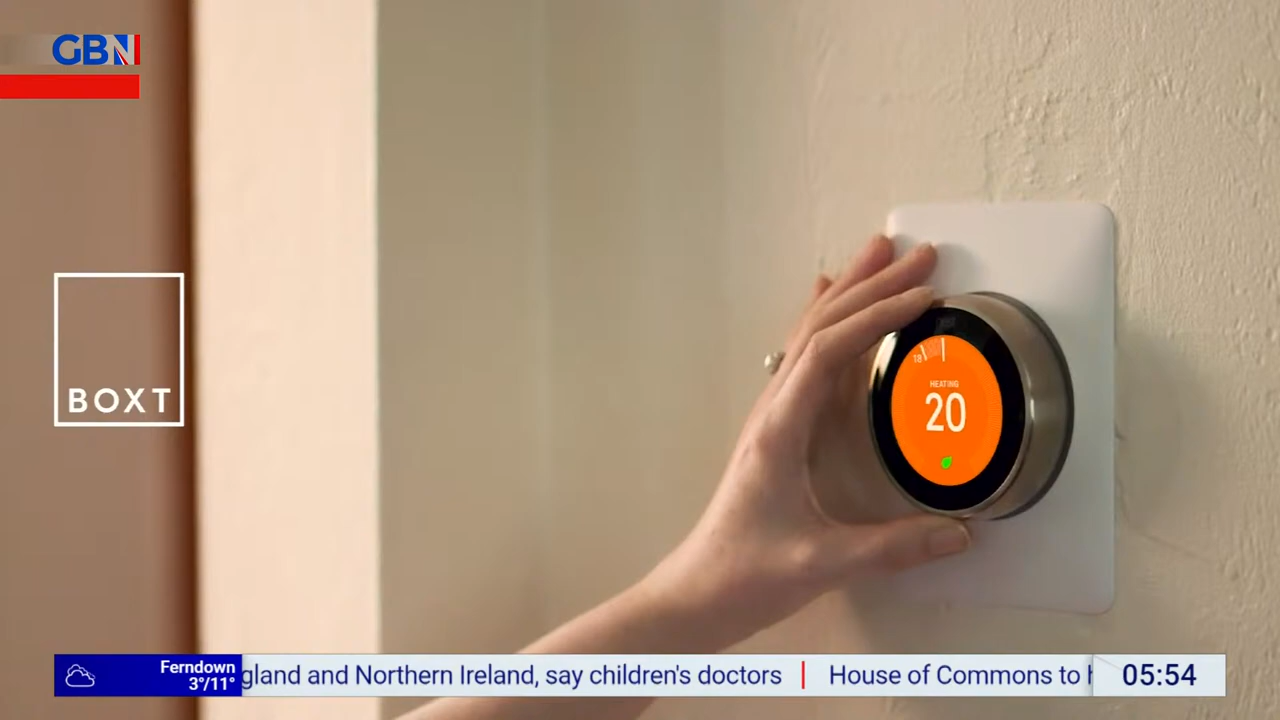 GBN
BOXT
18
HEATING
20
Ferndown
3°/11°
gland and Northern Ireland, say children's doctors
House of Commons to
05:54